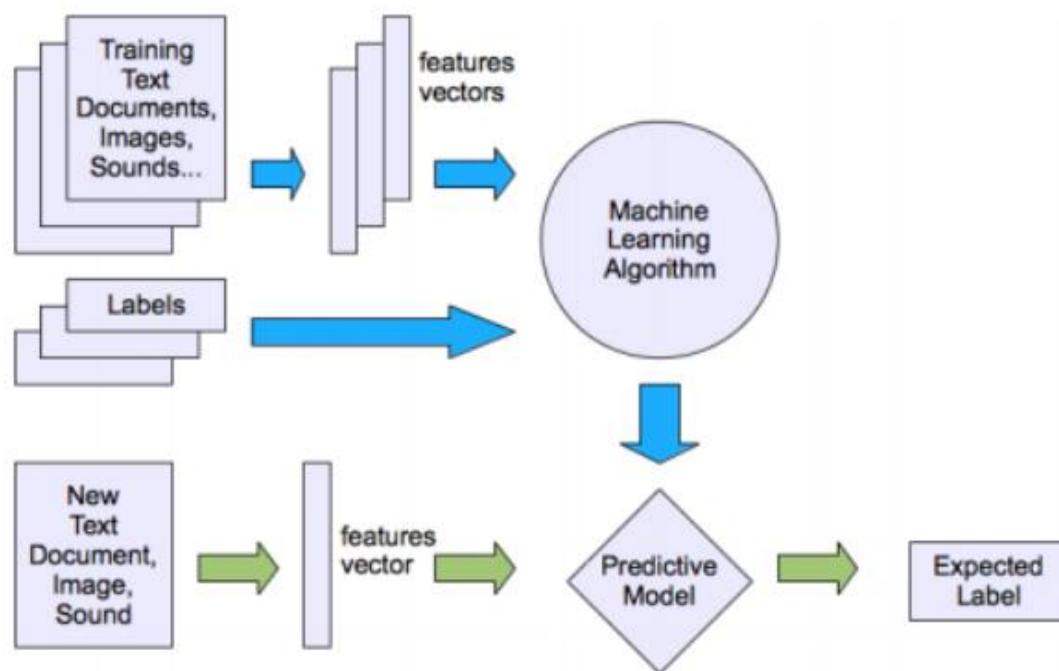 Training
Text
Documents,
Images,
Sounds...
features
vectors
Machine
Learning
Algorithm
Labels
New
Text
Document,
Image,
Sound
features
vector
Predictive
Model
Expected
Label